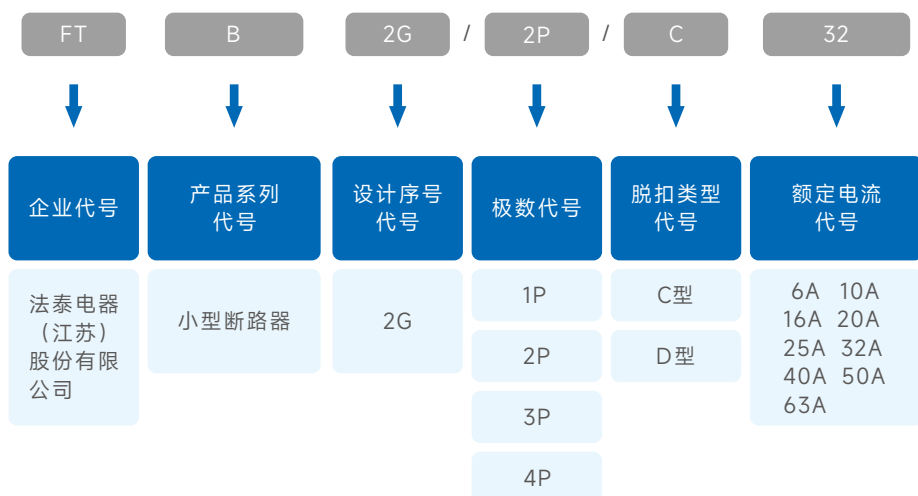 FT B 2G / 2P / C 32
企业代号
产品系列
代号
设计序号
代号
极数代号
脱扣类型
代号
额定电流
代号
法泰电器
（江苏）
股份有限
公司
小型断路器
2G
1P
2P
3P
4P
C型
D型
6A 10A
16A 20A
25A 32A
40A 50A
63A